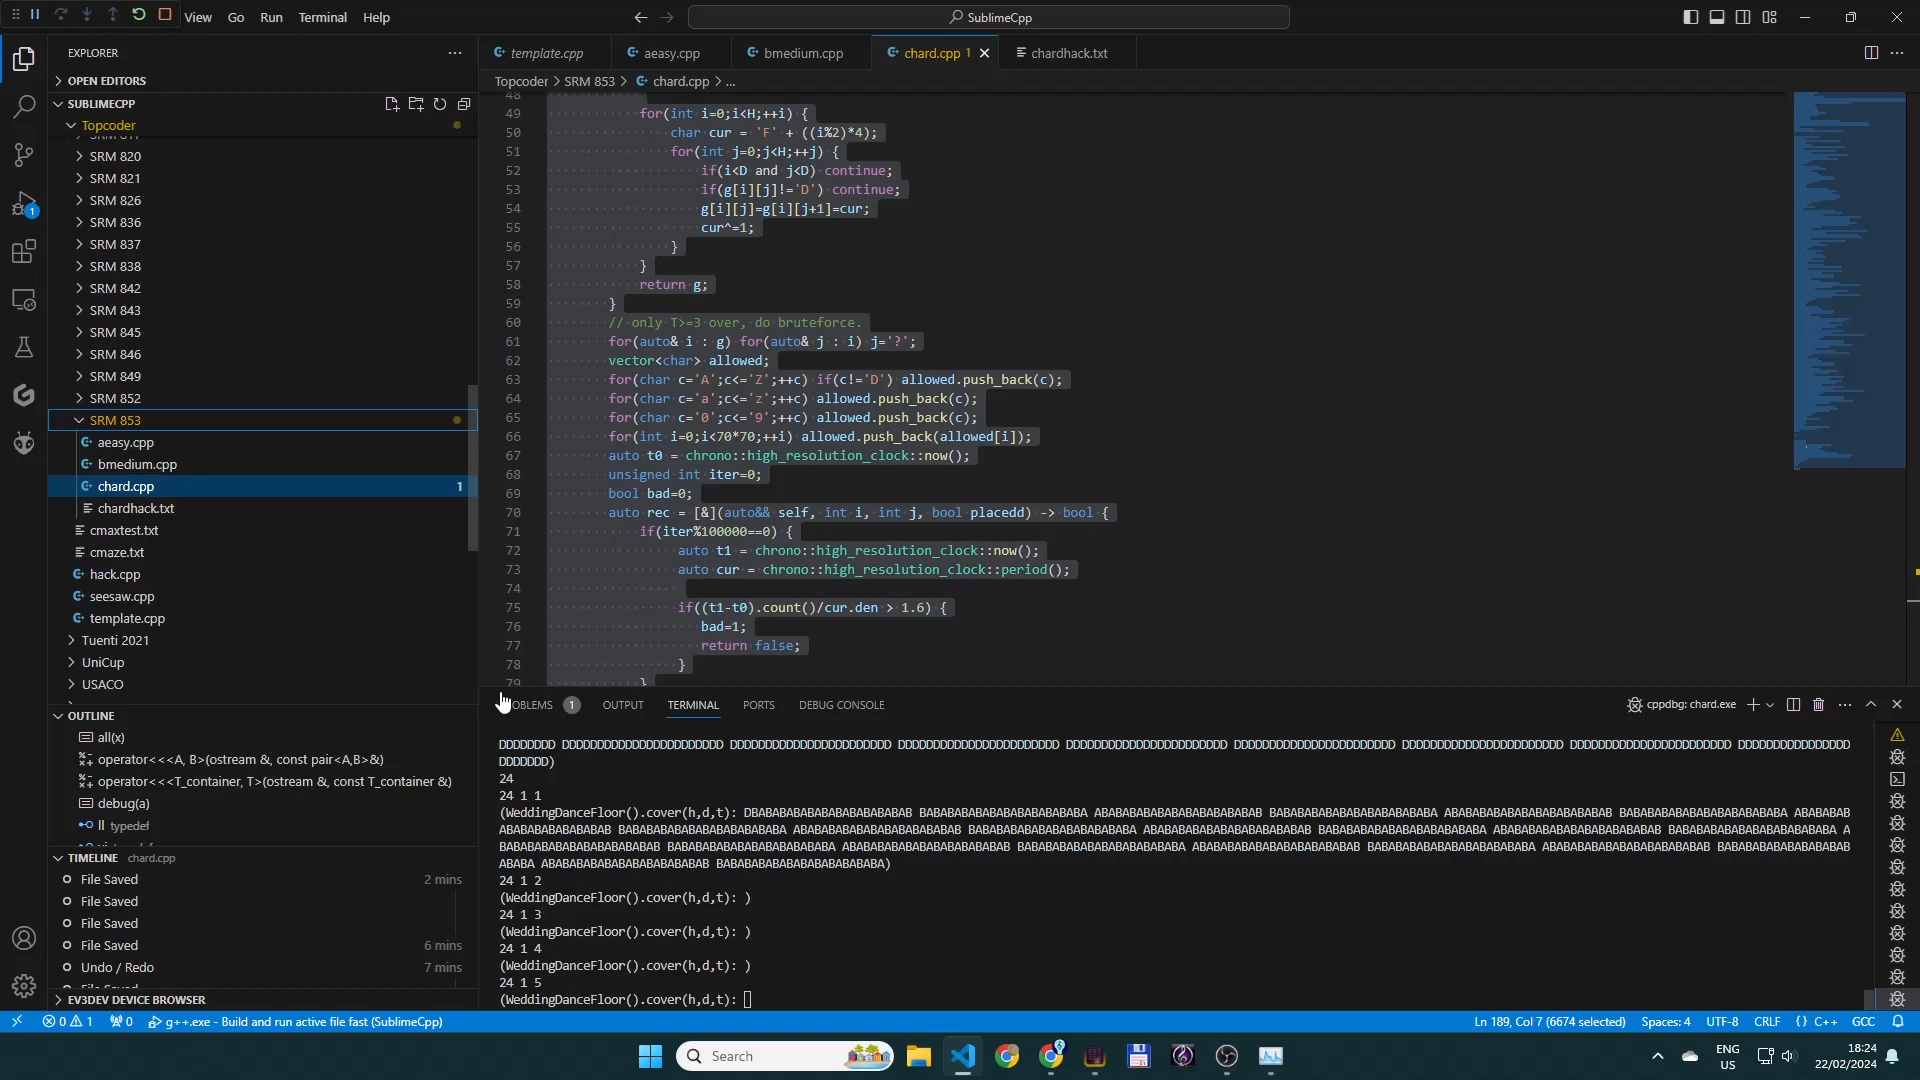 View Go Run Terminal Help
SublimeCpp
EXPLORER
OPEN EDITORS
SUBLIMECPP
Topcoder
SRM 820
SRM 821
SRM 826
SRM 836
SRM 837
SRM 838
SRM 842
SRM 843
SRM 845
SRM 846
SRM 849
SRM 852
SRM 853
aeasy.cpp
bmedium.cpp
chard.cpp 1
chardhack.txt
cmaxtest.txt
cmaze.txt
hack.cpp
seesaw.cpp
template.cpp
Tuenti 2021
UniCup
USACO
OUTLINE
all(x)
operator<<<A, B>(ostream &, const pair<A,B>&)
operator<<<T_container, T>(ostream &, const T_container &)
debug(a)
ll typedef
TIMELINE chard.cpp
File Saved 2 mins
File Saved
File Saved
File Saved 6 mins
Undo / Redo 7 mins
EV3DEV DEVICE BROWSER
template.cpp aeasy.cpp bmedium.cpp chard.cpp 1 chardhack.txt
Topcoder > SRM 853 > chard.cpp > ...
48
49 for(int i=0;i<H;++i) {
50 char cur = 'F' + ((i%2)*4);
51 for(int j=0;j<H;++j) {
52 if(i<D and j<D) continue;
53 if(g[i][j]!='D') continue;
54 g[i][j]=g[i][j+1]=cur;
55 cur^=1;
56 }
57 }
58 return g;
59 }
60 // only T>=3 over, do bruteforce.
61 for(auto& i : g) for(auto& j : i) j='?';
62 vector<char> allowed;
63 for(char c='A';c<='Z';++c) if(c!='D') allowed.push_back(c);
64 for(char c='a';c<='z';++c) allowed.push_back(c);
65 for(char c='0';c<='9';++c) allowed.push_back(c);
66 for(int i=0;i<70*70;++i) allowed.push_back(allowed[i]);
67 auto t0 = chrono::high_resolution_clock::now();
68 unsigned int iter=0;
69 bool bad=0;
70 auto rec = [&](auto&& self, int i, int j, bool placedd) -> bool {
71 if(iter%100000==0) {
72 auto t1 = chrono::high_resolution_clock::now();
73 auto cur = chrono::high_resolution_clock::period();
74
75 if((t1-t0).count()/cur.den > 1.6) {
76 bad=1;
77 return false;
78 }
79 }
OBLEMS 1 OUTPUT TERMINAL PORTS DEBUG CONSOLE
cppdbg: chard.exe
24
24 1 1
24 1 2
(WeddingDanceFloor().cover(h,d,t): )
24 1 3
(WeddingDanceFloor().cover(h,d,t): )
24 1 4
(WeddingDanceFloor().cover(h,d,t): )
24 1 5
(WeddingDanceFloor().cover(h,d,t):
0 1 0 g++.exe - Build and run active file fast (SublimeCpp)
Ln 189, Col 7 (6674 selected) Spaces: 4 UTF-8 CRLF {} C++ GCC
Search
ENG
US
18:24
22/02/2024